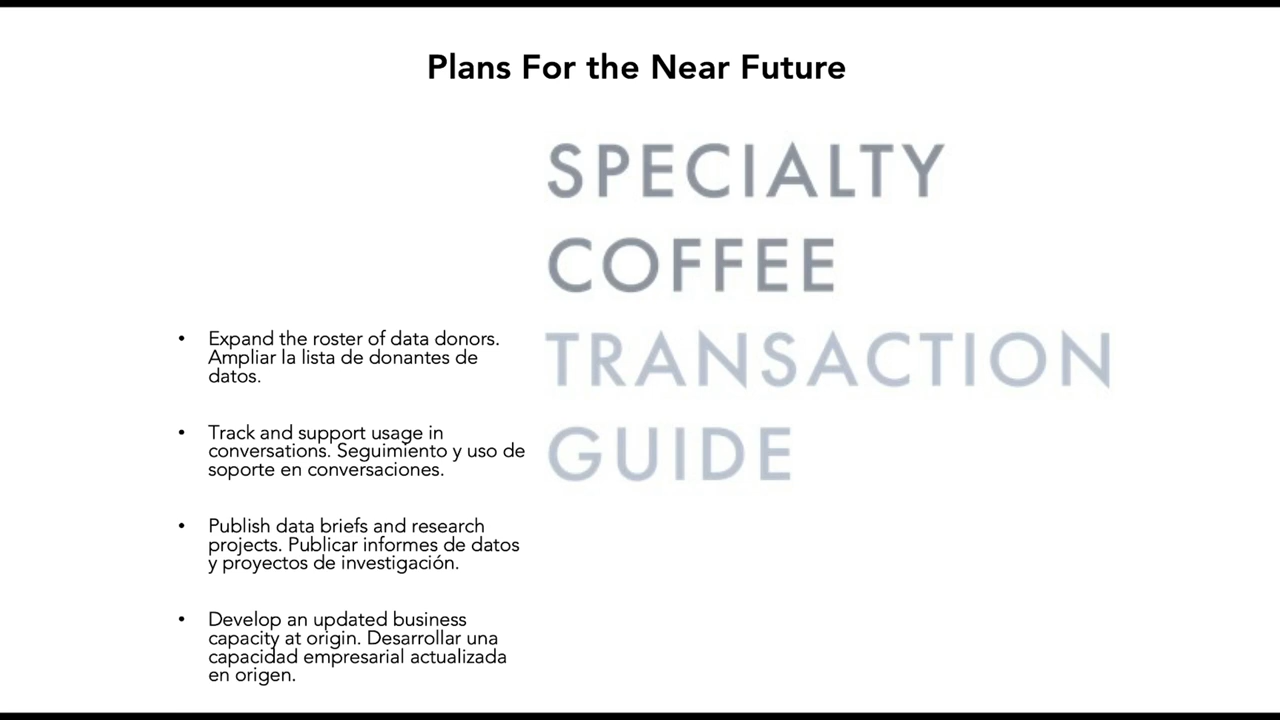 Plans For the Near Future
SPECIALTY
COFFEE
TRANSACTION
GUIDE
• Expand the roster of data donors.
Ampliar la lista de donantes de
datos.
• Track and support usage in
conversations. Seguimiento y uso de
soporte en conversaciones.
• Publish data briefs and research
projects. Publicar informes de datos
y proyectos de investigación.
• Develop an updated business
capacity at origin. Desarrollar una
capacidad empresarial actualizada
en origen.